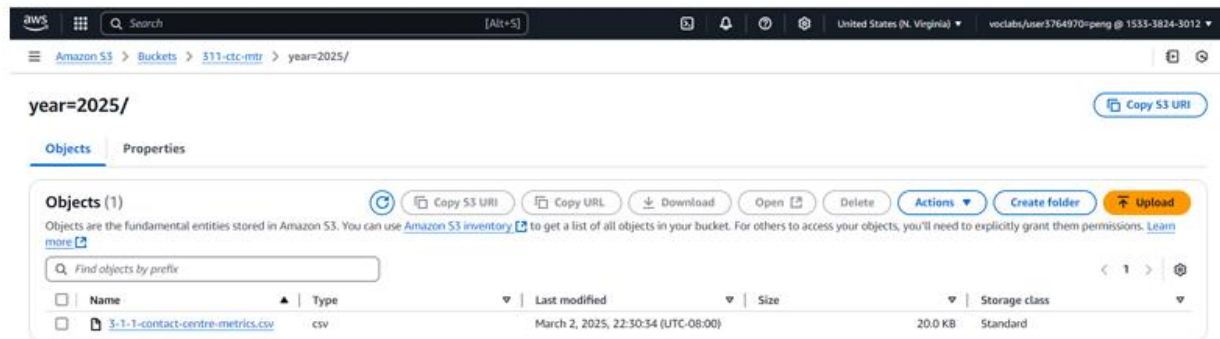 aws Search [Alt+S] United States (N. Virginia) ▼ voclabs/user3764970=peng @ 1533-3824-3012 ▼
Amazon S3 > Buckets > 311-ctc-mtr > year=2025/
year=2025/ Copy S3 URI
Objects Properties
Objects (1) Copy S3 URI Copy URL Download Open Delete Actions ▼ Create folder Upload
Objects are the fundamental entities stored in Amazon S3. You can use Amazon S3 inventory to get a list of all objects in your bucket. For others to access your objects, you'll need to explicitly grant them permissions. Learn
more
Find objects by prefix < 1 >
Name ▲ | Type ▼ | Last modified ▼ | Size ▼ | Storage class ▼
3-1-1-contact-centre-metrics.csv csv March 2, 2025, 22:30:34 (UTC-08:00) 20.0 KB Standard